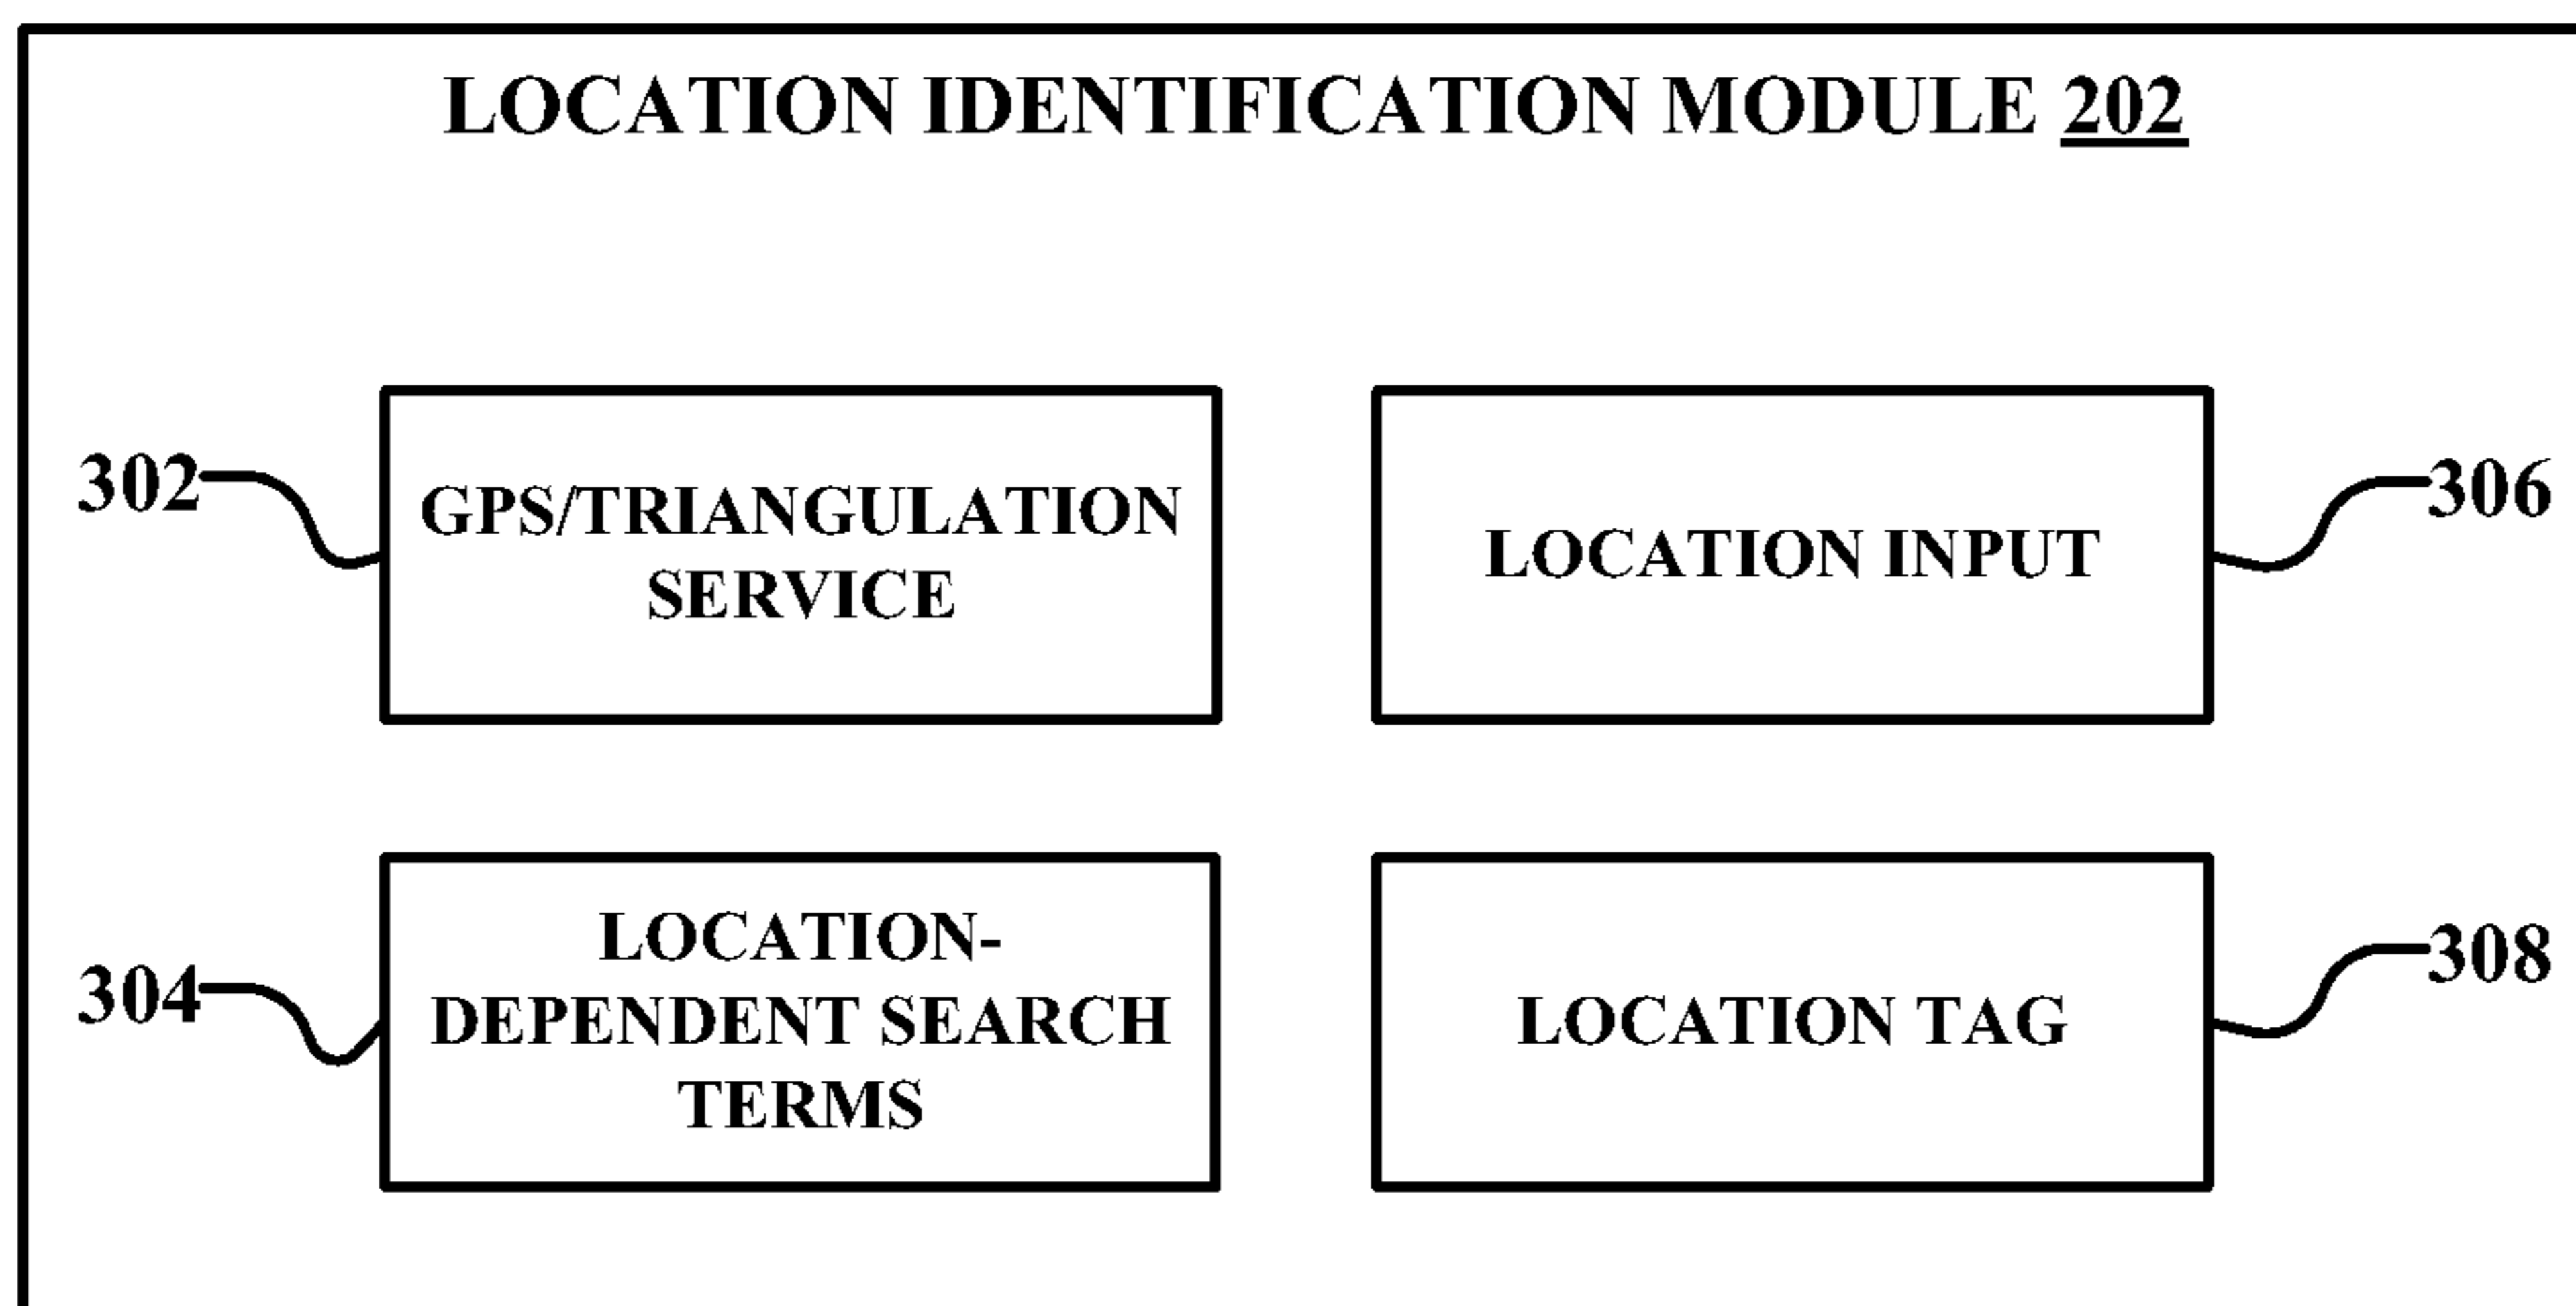 LOCATION IDENTIFICATION MODULE 202
302
GPS/TRIANGULATION
SERVICE
LOCATION INPUT
306
304
LOCATION-
DEPENDENT SEARCH
TERMS
LOCATION TAG
308